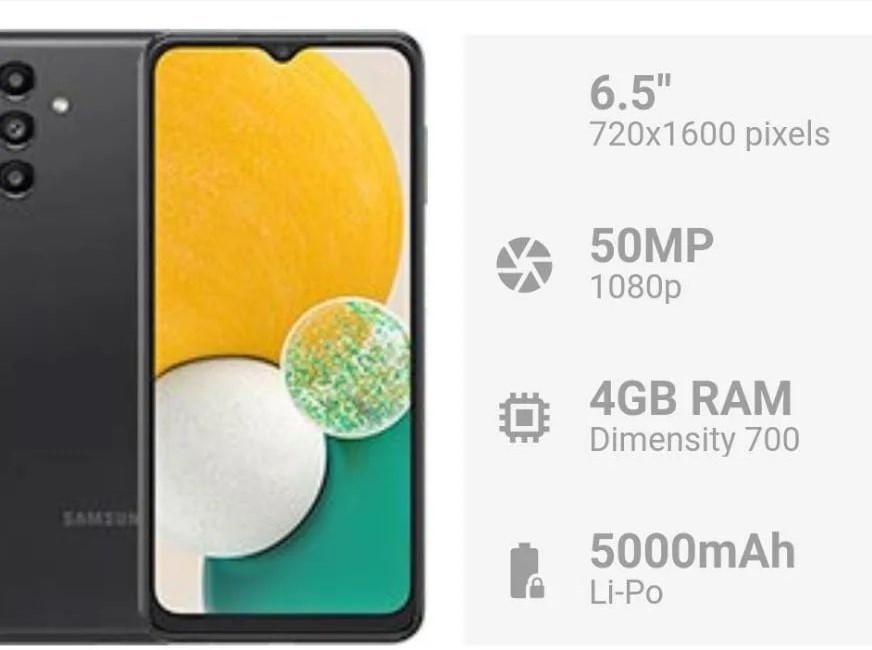 SAMSUN
6.5"
720x1600 pixels
50MP
1080p
4GB RAM
Dimensity 700
5000mAh
Li-Po